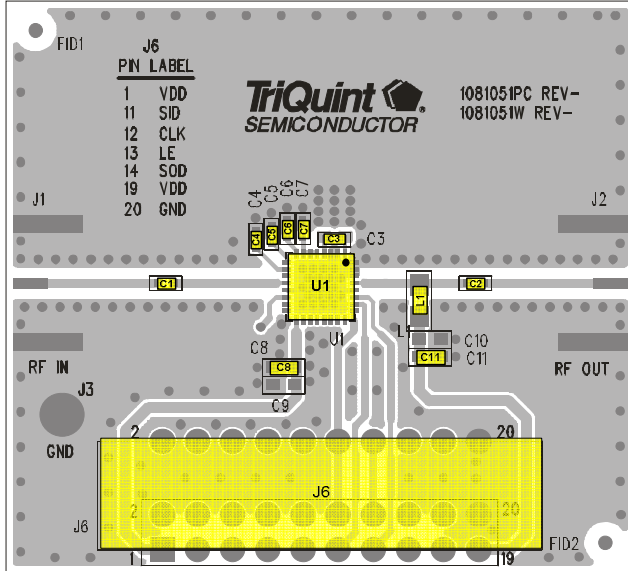 FID1
J6
PIN LABEL
1 VDD
11 SID
12 CLK
13 LE
14 SOD
19 VDD
20 GND
TriQuint
SEMICONDUCTOR
1081051PC REV-
1081051W REV-
J1
J2
C4
C5
C6
C7
C4
C5
C6
C7
C3
C3
C1
U1
L1
C2
L1
U1
C10
C11
C11
C8
C8
C9
RF IN
RF OUT
J3
GND
2
20
J6
2
20
J6
1
19
FID2